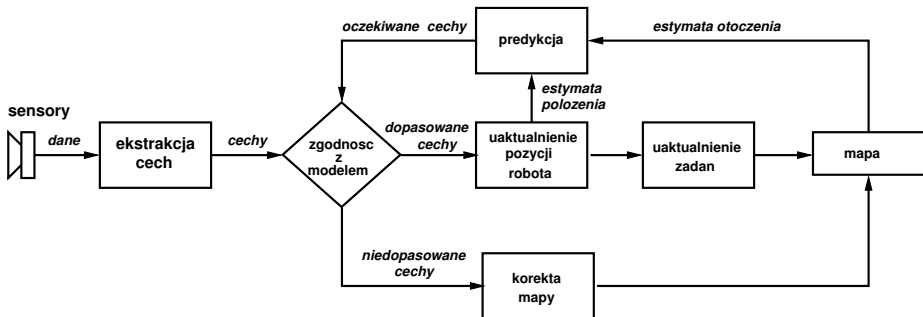 oczekiwane cechy
predykcja
estymata otoczenia
estymata
polozenia
sensory
dane
ekstrakcja
cech
cechy
zgodnosc
z
modelem
dopasowane
cechy
uaktualnienie
pozycji
robota
uaktualnienie
zadan
mapa
niedopasowane
cechy
korekta
mapy